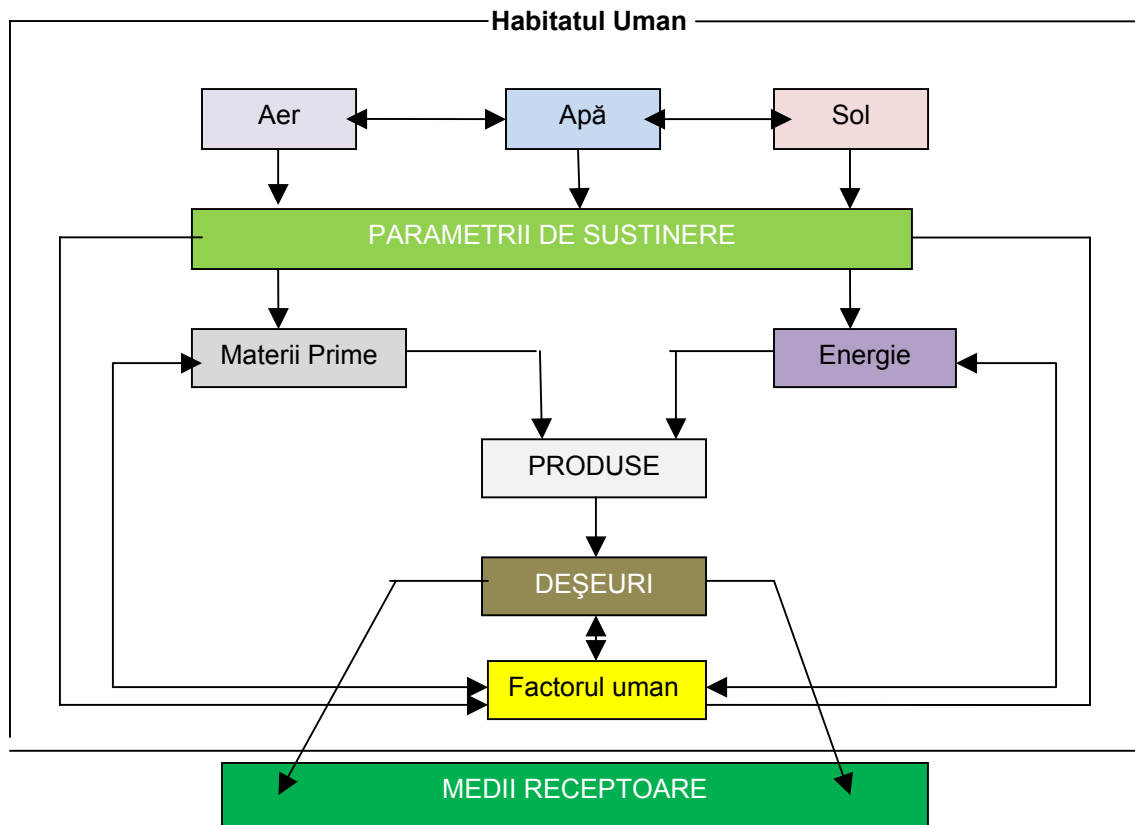 Habitatul Uman
Aer
Apă
Sol
PARAMETRII DE SUSTINERE
Materii Prime
Energie
PRODUSE
DEŞEURI
Factorul uman
MEDII RECEPTOARE